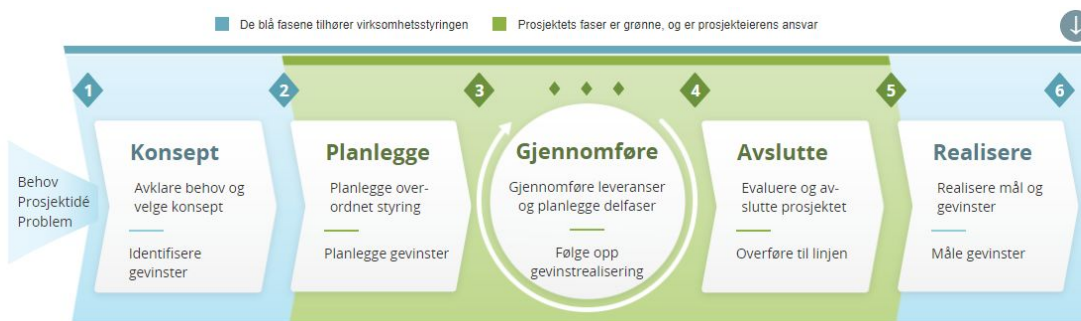 De blå fasene tilhører virksomhetsstyringen
Prosjektets faser er grønne, og er prosjekteierens ansvar
1
2
3
4
5
6
Behov
Prosjektidé
Problem
Konsept
Avklare behov og
velge konsept
Identifisere
gevinster
Planlegge
Planlegge over-
ordnet styring
Planlegge gevinster
Gjennomføre
Gjennomføre leveranser
og planlegge delfaser
Følge opp
gevinstrealisering
Avslutte
Evaluere og av-
slutte prosjektet
Overføre til linjen
Realisere
Realisere mål og
gevinster
Måle gevinster